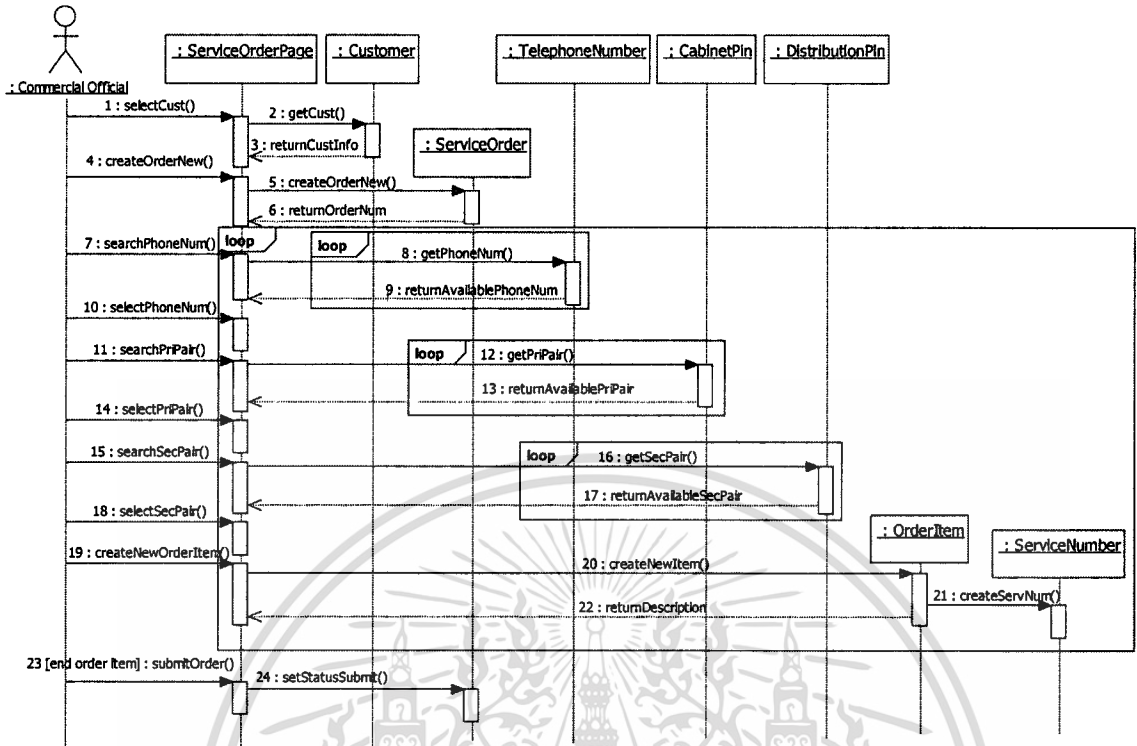 : ServiceOrderPage
: Customer
: TelephoneNumber
: CabinetPin
: DistributionPin
: Commercial Official
1 : selectCust()
2 : getCust()
3 : returnCustInfo
: ServiceOrder
4 : createOrderNew()
5 : createOrderNew()
6 : returnOrderNum
loop
7 : searchPhoneNum()
loop
8 : getPhoneNum()
9 : returnAvailablePhoneNum
10 : selectPhoneNum()
11 : searchPriPair()
loop
12 : getPriPair()
13 : returnAvailablePriPair
14 : selectPriPair()
15 : searchSecPair()
loop
16 : getSecPair()
17 : returnAvailableSecPair
18 : selectSecPair()
: OrderItem
: ServiceNumber
19 : createNewOrderItem()
20 : createNewItem()
21 : createServNum()
22 : returnDescription
23 [end order item] : submitOrder()
24 : setStatusSubmit()